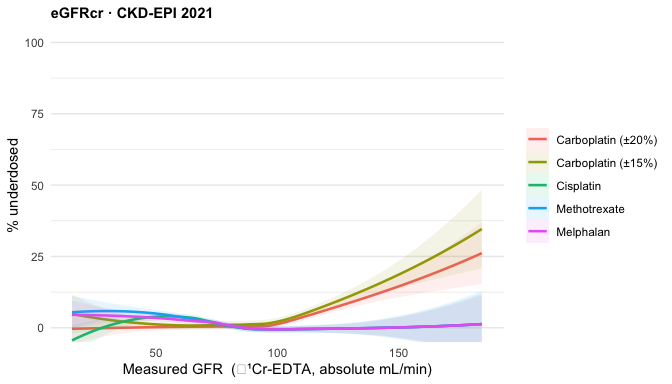 eGFRcr · CKD-EPI 2021
100
75
50
25
0
% underdosed
50 100 150
Measured GFR (□¹Cr-EDTA, absolute mL/min)
Carboplatin (±20%)
Carboplatin (±15%)
Cisplatin
Methotrexate
Melphalan